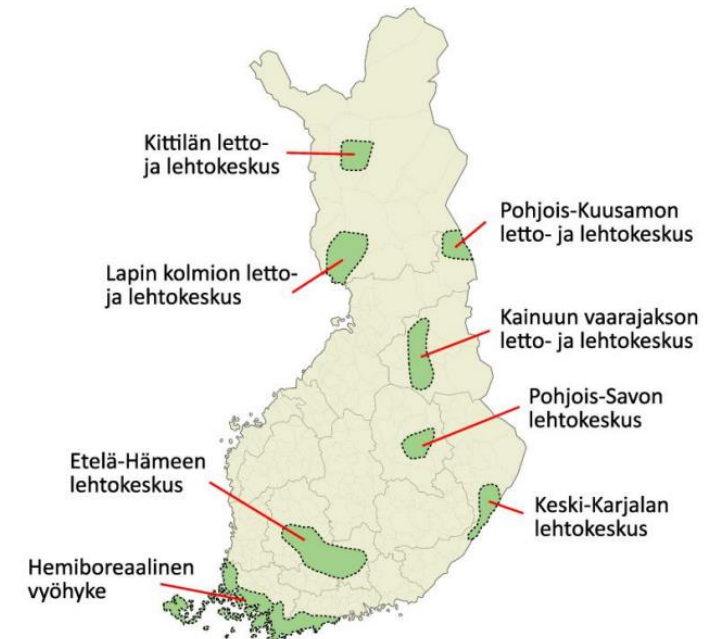 Kittilän letto-
ja lehtokeskus
Pohjois-Kuusamon
letto- ja lehtokeskus
Lapin kolmion letto-
ja lehtokeskus
Kainuun vaarajakson
letto- ja lehtokeskus
Pohjois-Savon
lehtokeskus
Etelä-Hämeen
lehtokeskus
Keski-Karjalan
lehtokeskus
Hemiboreaalinen
vyöhyke